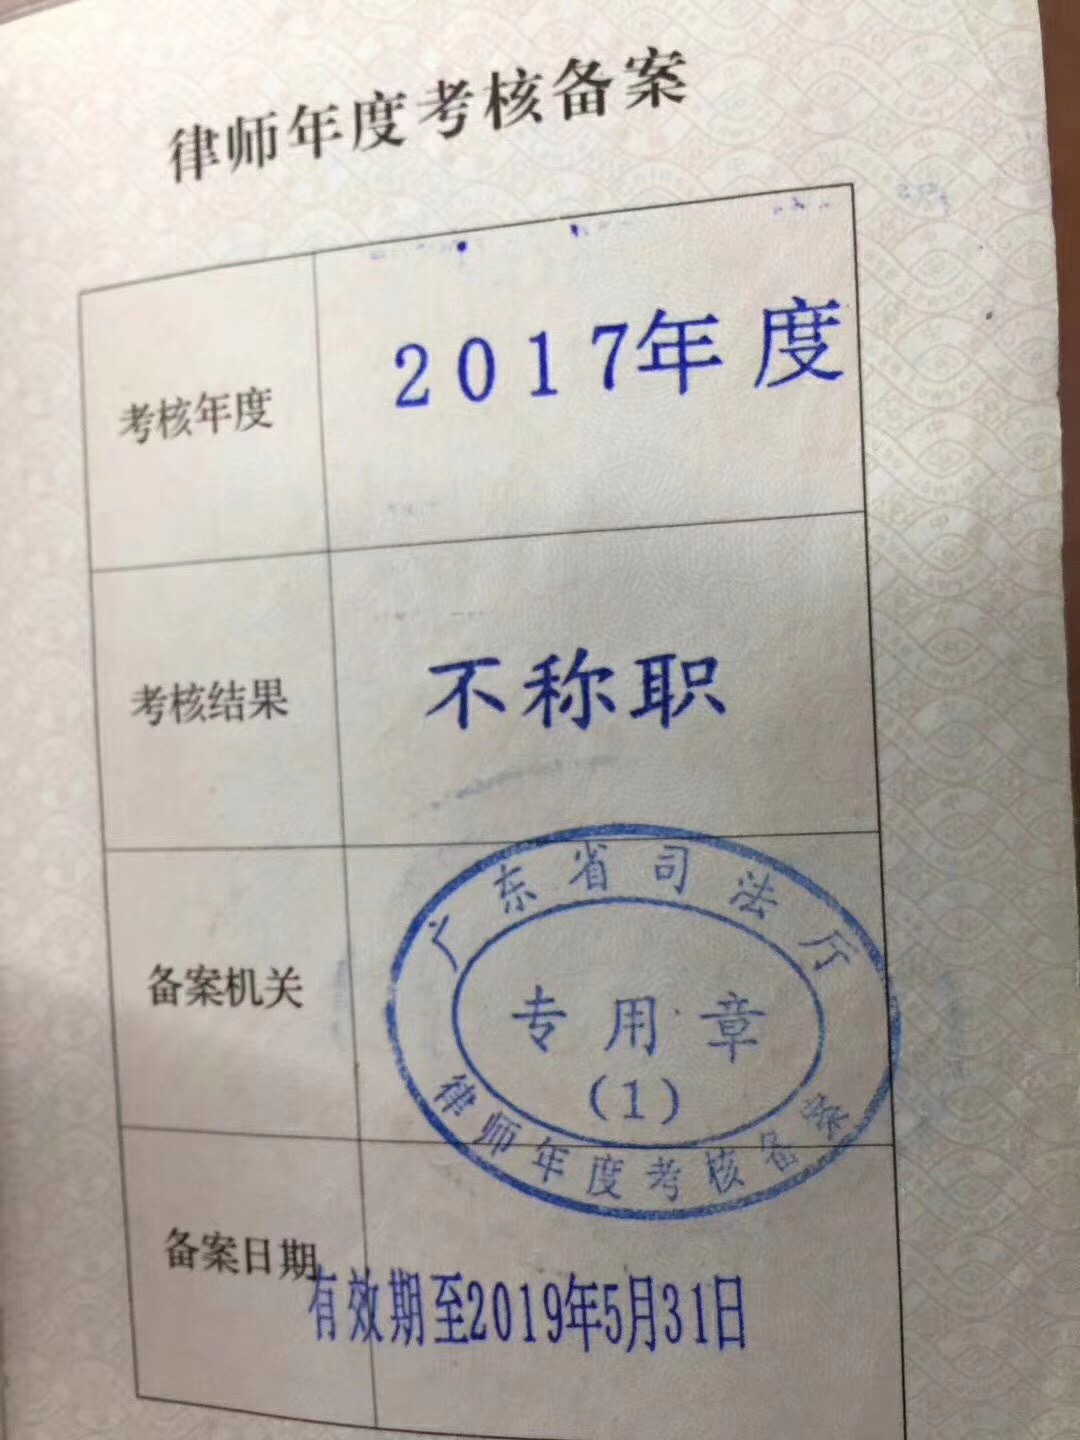 律师年度考核备案
考核年度
2017年度
考核结果
不称职
备案机关
广东省司法厅
专用章
(1)
律师年度考核备案
备案日期
有效期至2019年5月31日